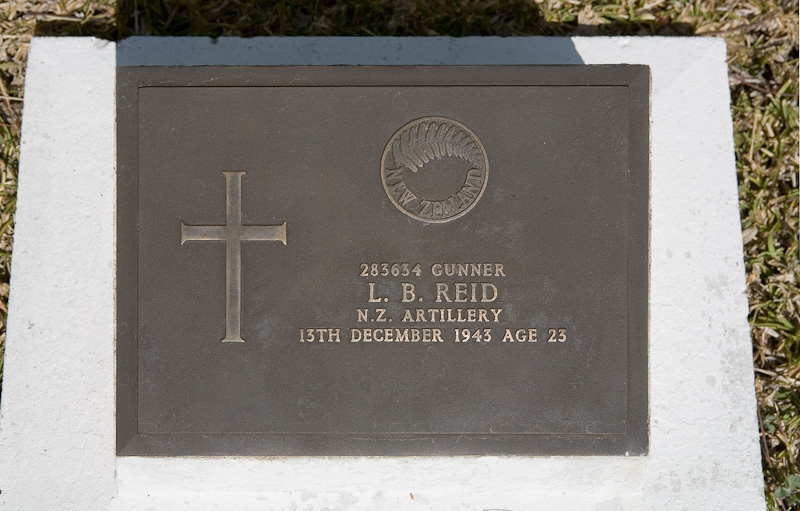 NEW ZEALAND
283634 GUNNER
L. B. REID
N.Z. ARTILLERY
13TH DECEMBER 1943 AGE 23